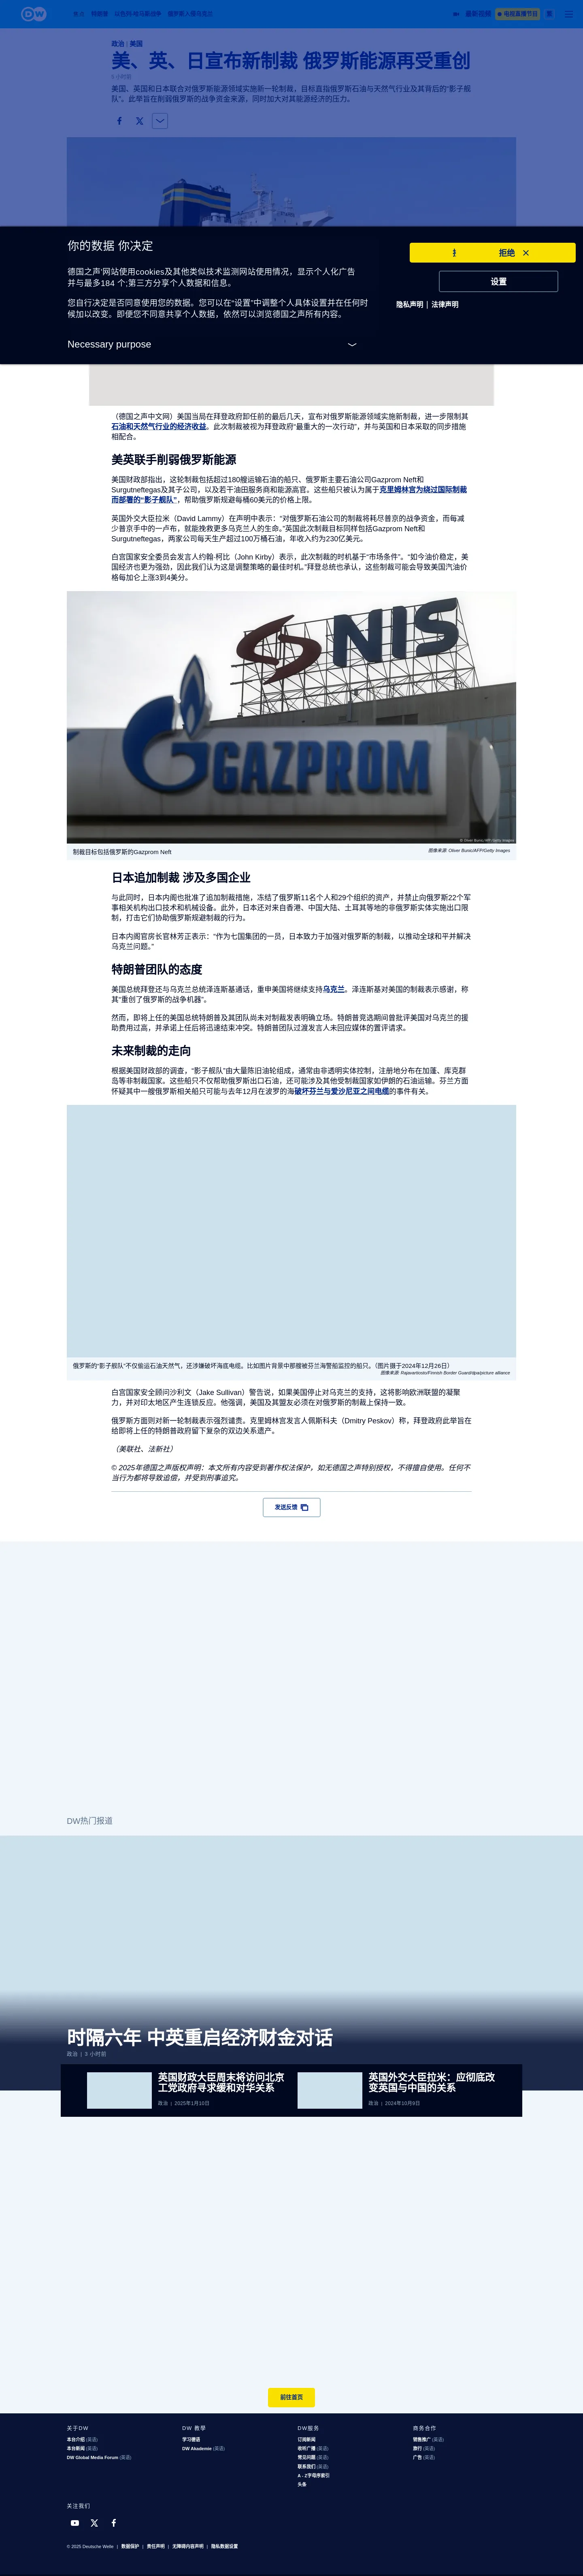 DW
特朗普
以色列-哈马斯战争
俄罗斯入侵乌克兰
最新视频
电视直播节目
政治 | 美国
美、英、日宣布新制裁 俄罗斯能源再受重创
美国、英国和日本联合对俄罗斯能源领域实施新一轮制裁，目标直指俄罗斯石油与天然气行业及其背后的“影子舰
队”。此举旨在削弱俄罗斯的战争资金来源，同时加大对其能源经济的压力。
你的数据 你决定
拒绝
德国之声'网站使用cookies及其他类似技术监测网站使用情况，显示个人化广告
并与最多184 个;第三方分享个人数据和信息。
设置
您自行决定是否同意使用您的数据。您可以在“设置”中调整个人具体设置并在任何时
候加以改变。即便您不同意共享个人数据，依然可以浏览德国之声所有内容。
隐私声明 | 法律声明
Necessary purpose
（德国之声中文网）美国当局在拜登政府卸任前的最后几天，宣布对俄罗斯能源领域实施新制裁，进一步限制其
石油和天然气行业的经济收益。此次制裁被视为拜登政府“最重大的一次行动”，并与英国和日本采取的同步措施
相配合。
美英联手削弱俄罗斯能源
美国财政部指出，这轮制裁包括超过180艘运输石油的船只、俄罗斯主要石油公司Gazprom Neft和
Surgutneftegas及其子公司，以及若干油田服务商和能源高官。这些船只被认为属于克里姆林宫为绕过国际制裁
而部署的“影子舰队”，帮助俄罗斯规避每桶60美元的价格上限。
英国外交大臣拉米（David Lammy）在声明中表示：“对俄罗斯石油公司的制裁将耗尽普京的战争资金，而每减
少普京手中的一卢布，就能挽救更多乌克兰人的生命。”英国此次制裁目标同样包括Gazprom Neft和
Surgutneftegas，两家公司每天生产超过100万桶石油，年收入约为230亿美元。
白宫国家安全委员会发言人约翰·柯比（John Kirby）表示，此次制裁的时机基于“市场条件”。“如今油价稳定，美
国经济也更为强劲，因此我们认为这是调整策略的最佳时机。”拜登总统也承认，这些制裁可能会导致美国汽油价
格每加仑上涨3到4美分。
NIS
GAZPROM
© Oliver Bunic/AFP/Getty Images
制裁目标包括俄罗斯的Gazprom Neft
图像来源: Oliver Bunic/AFP/Getty Images
日本追加制裁 涉及多国企业
与此同时，日本内阁也批准了追加制裁措施，冻结了俄罗斯11名个人和29个组织的资产，并禁止向俄罗斯22个军
事相关机构出口技术和机械设备。此外，日本还对来自香港、中国大陆、土耳其等地的非俄罗斯实体实施出口限
制，打击它们协助俄罗斯规避制裁的行为。
日本内阁官房长官林芳正表示：“作为七国集团的一员，日本致力于加强对俄罗斯的制裁，以推动全球和平并解决
乌克兰问题。”
特朗普团队的态度
美国总统拜登还与乌克兰总统泽连斯基通话，重申美国将继续支持乌克兰。泽连斯基对美国的制裁表示感谢，称
其“重创了俄罗斯的战争机器”。
然而，即将上任的美国总统特朗普及其团队尚未对制裁发表明确立场。特朗普竞选期间曾批评美国对乌克兰的援
助费用过高，并承诺上任后将迅速结束冲突。特朗普团队过渡发言人未回应媒体的置评请求。
未来制裁的走向
根据美国财政部的调查，“影子舰队”由大量陈旧油轮组成，通常由非透明实体控制，注册地分布在加蓬、库克群
岛等非制裁国家。这些船只不仅帮助俄罗斯出口石油，还可能涉及其他受制裁国家如伊朗的石油运输。芬兰方面
怀疑其中一艘俄罗斯相关船只可能与去年12月在波罗的海破坏芬兰与爱沙尼亚之间电缆的事件有关。
俄罗斯的“影子舰队”不仅偷运石油天然气，还涉嫌破坏海底电缆。比如图片背景中那艘被芬兰海警船监控的船只。（图片摄于2024年12月26日）
图像来源: Rajavartiosto/Finnish Border Guard/dpa/picture alliance
白宫国家安全顾问沙利文（Jake Sullivan）警告说，如果美国停止对乌克兰的支持，这将影响欧洲联盟的凝聚
力，并对印太地区产生连锁反应。他强调，美国及其盟友必须在对俄罗斯的制裁上保持一致。
俄罗斯方面则对新一轮制裁表示强烈谴责。克里姆林宫发言人佩斯科夫（Dmitry Peskov）称，拜登政府此举旨在
给即将上任的特朗普政府留下复杂的双边关系遗产。
（美联社、法新社）
© 2025年德国之声版权声明：本文所有内容受到著作权法保护，如无德国之声特别授权，不得擅自使用。任何不
当行为都将导致追偿，并受到刑事追究。
发送反馈
DW热门报道
时隔六年 中英重启经济财金对话
政治 | 3 小时前
英国财政大臣周末将访问北京
工党政府寻求缓和对华关系
政治 | 2025年1月10日
英国外交大臣拉米：应彻底改
变英国与中国的关系
政治 | 2024年10月9日
前往首页
关于DW
本台介绍 (英语)
本台新闻 (英语)
DW Global Media Forum (英语)
DW 教學
学习德语
DW Akademie (英语)
DW服务
订阅新闻
收听广播 (英语)
常见问题 (英语)
联系我们 (英语)
A - Z字母序索引
头条
商务合作
销售推广 (英语)
旅行 (英语)
广告 (英语)
关注我们
© 2025 Deutsche Welle | 数据保护 | 责任声明 | 无障碍内容声明 | 隐私数据设置